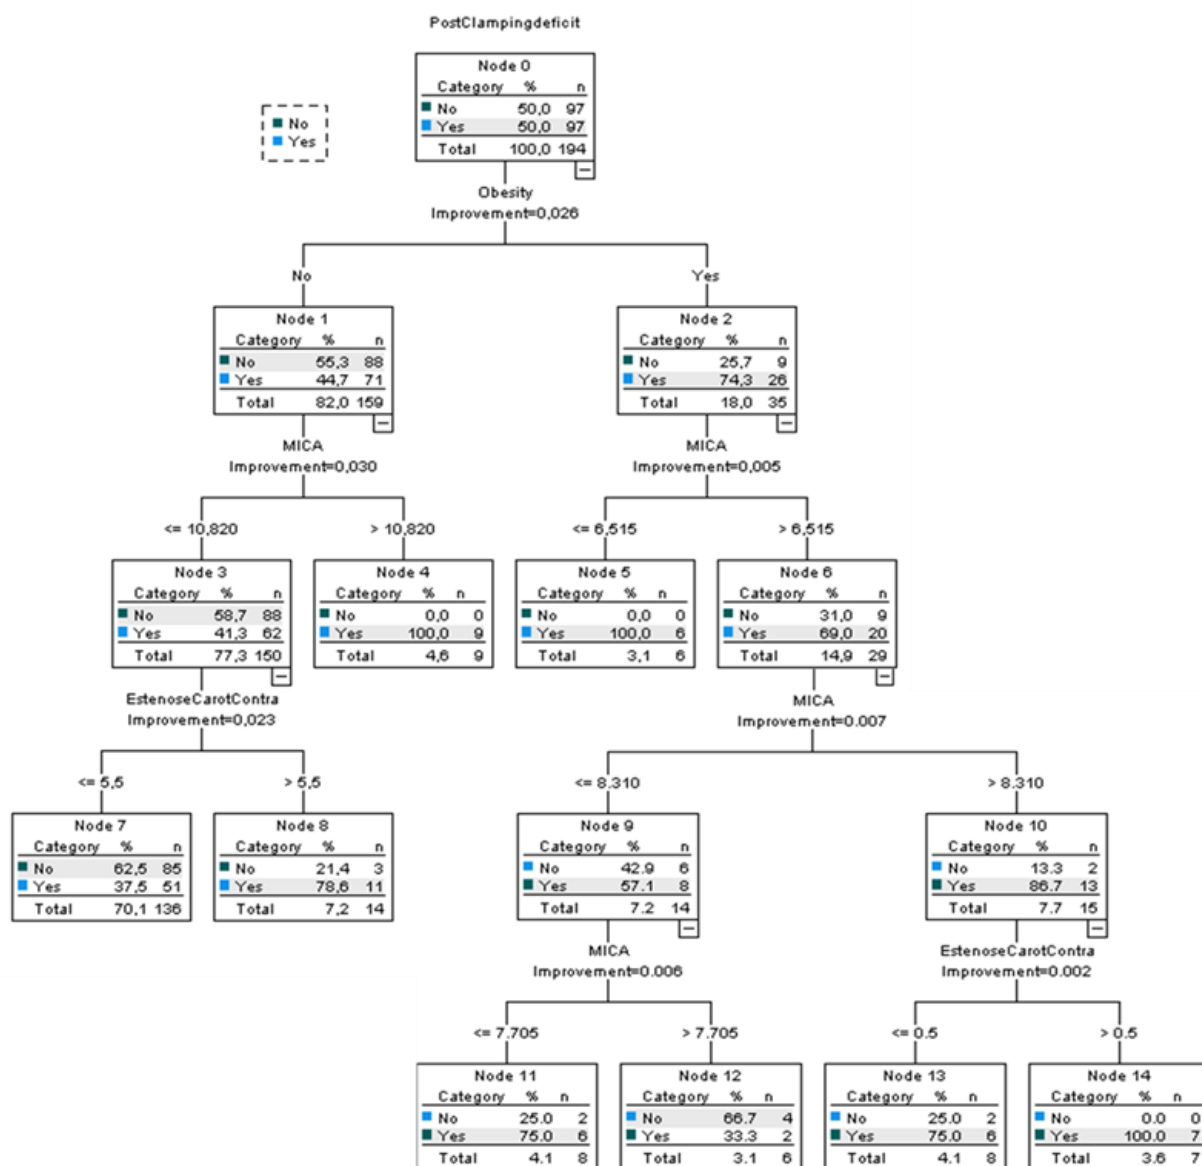 PostClampingdeficit
No
Yes
Node 0
Category % n
No 50,0 97
Yes 50,0 97
Total 100,0 194
Obesity
Improvement=0,026
No
Yes
Node 1
Category % n
No 55,3 88
Yes 44,7 71
Total 82,0 159
Node 2
Category % n
No 25,7 9
Yes 74,3 26
Total 18,0 35
MICA
Improvement=0,030
MICA
Improvement=0,005
<= 10,820
> 10,820
<= 6,515
> 6,515
Node 3
Category % n
No 58,7 88
Yes 41,3 62
Total 77,3 150
Node 4
Category % n
No 0,0 0
Yes 100,0 9
Total 4,6 9
Node 5
Category % n
No 0,0 0
Yes 100,0 6
Total 3,1 6
Node 6
Category % n
No 31,0 9
Yes 69,0 20
Total 14,9 29
EstenoseCarotContra
Improvement=0,023
MICA
Improvement=0.007
<= 5,5
> 5,5
<= 8.310
> 8.310
Node 7
Category % n
No 62,5 85
Yes 37,5 51
Total 70,1 136
Node 8
Category % n
No 21,4 3
Yes 78,6 11
Total 7,2 14
Node 9
Category % n
No 42.9 6
Yes 57.1 8
Total 7.2 14
Node 10
Category % n
No 13.3 2
Yes 86.7 13
Total 7.7 15
MICA
Improvement=0.006
EstenoseCarotContra
Improvement=0.002
<= 7.705
> 7.705
<= 0.5
> 0.5
Node 11
Category % n
No 25.0 2
Yes 75.0 6
Total 4.1 8
Node 12
Category % n
No 66.7 4
Yes 33.3 2
Total 3.1 6
Node 13
Category % n
No 25.0 2
Yes 75.0 6
Total 4.1 8
Node 14
Category % n
No 0.0 0
Yes 100.0 7
Total 3.6 7